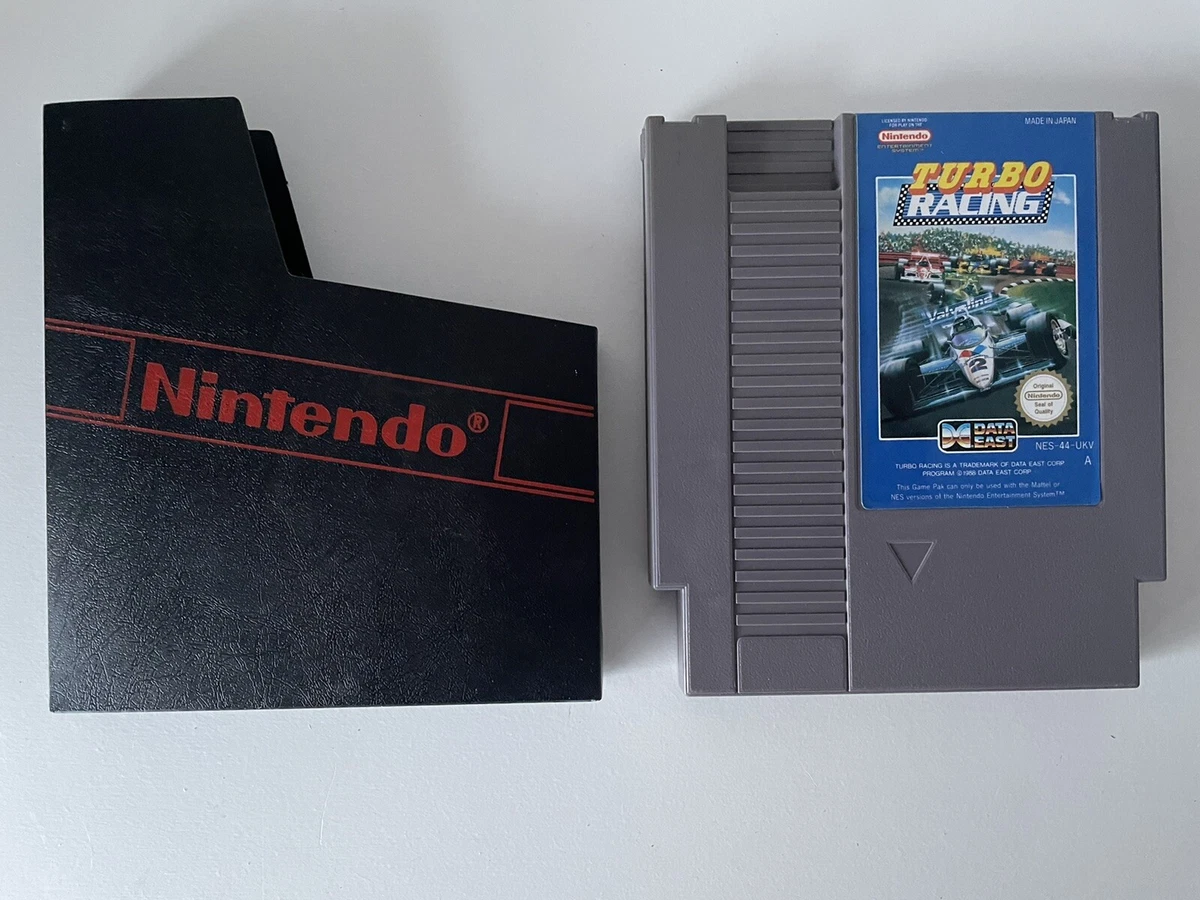 Nintendo®
LICENSED BY NINTENDO
FOR PLAY ON THE
Nintendo
ENTERTAINMENT
SYSTEM™
MADE IN JAPAN
TURBO
RACING
Valvoline
2
Original
Nintendo
Seal of
Quality
DATA
EAST
NES-44-UKV
A
TURBO RACING IS A TRADEMARK OF DATA EAST CORP
PROGRAM ©1988 DATA EAST CORP
This Game Pak can only be used with the Mattel or
NES versions of the Nintendo Entertainment System™